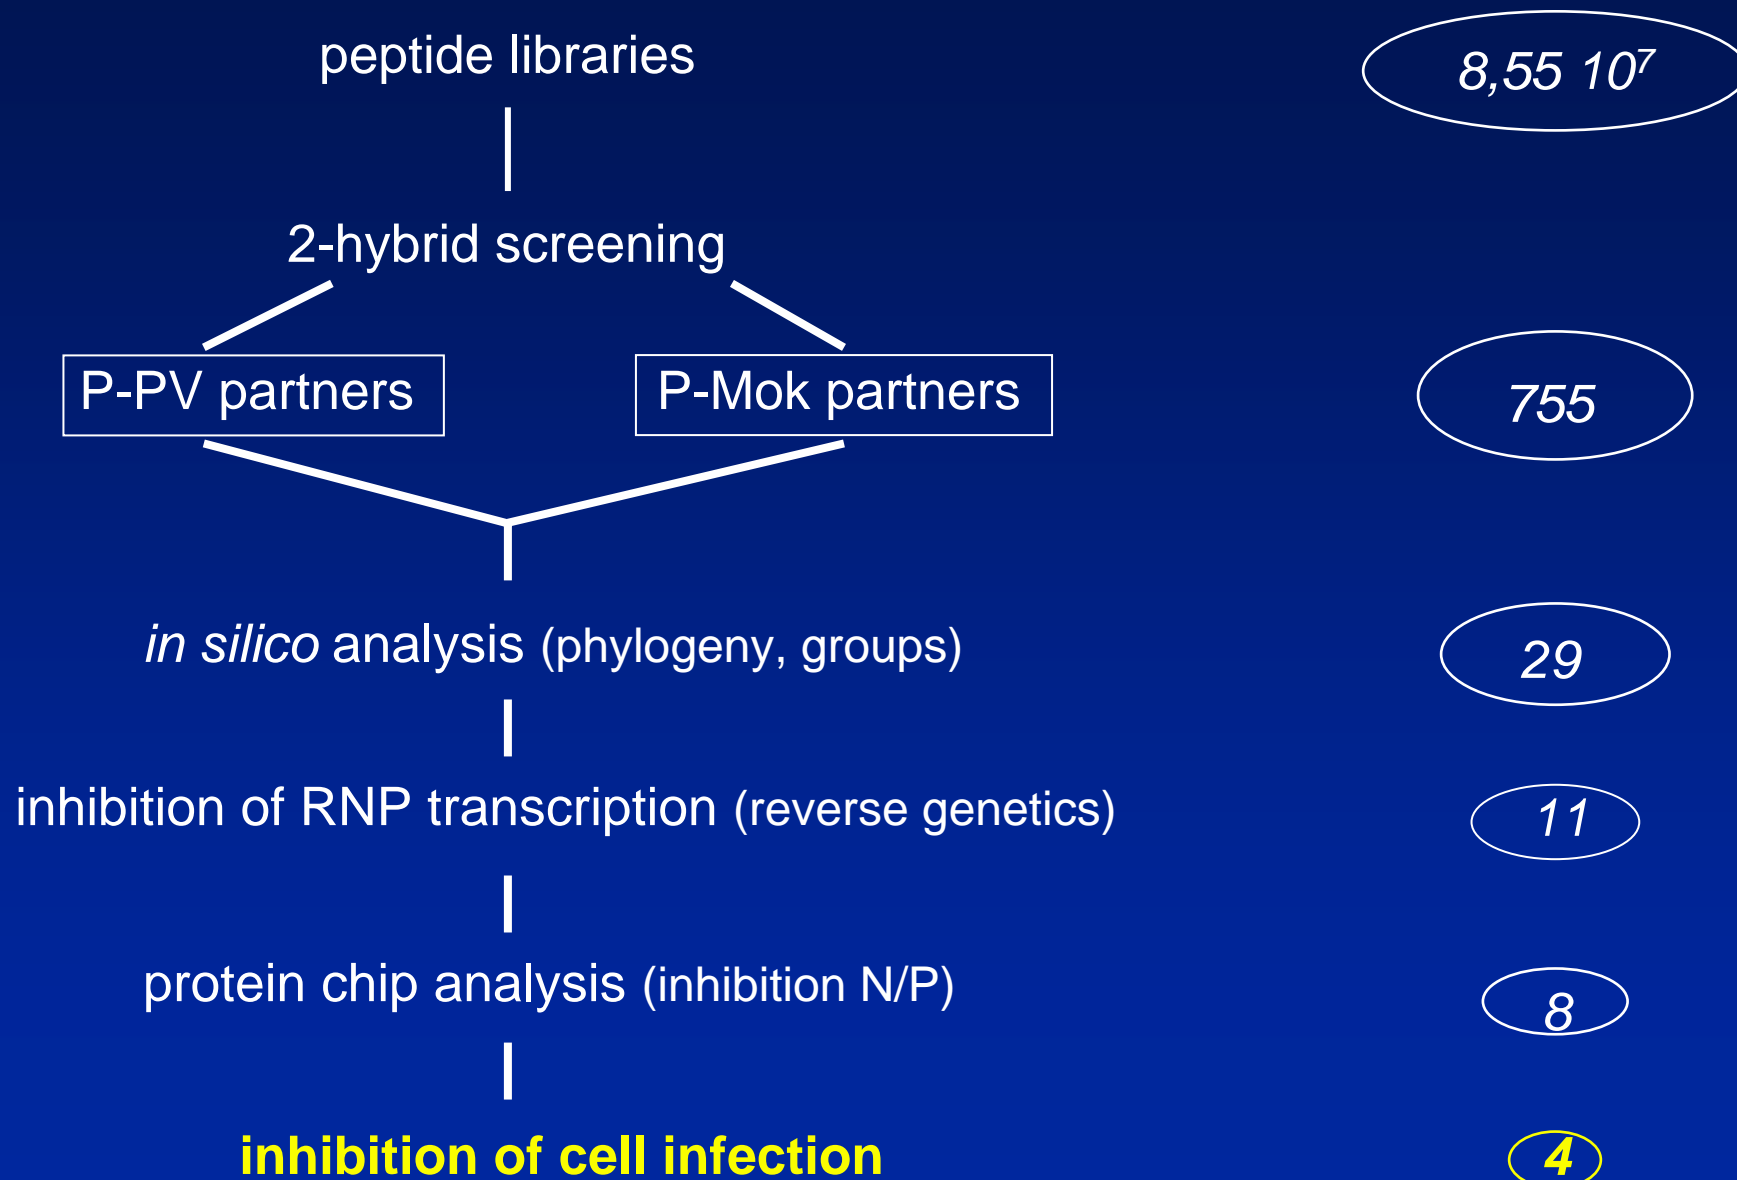 peptide libraries
8,55 10⁷
2-hybrid screening
P-PV partners
P-Mok partners
755
in silico analysis (phylogeny, groups)
29
inhibition of RNP transcription (reverse genetics)
11
protein chip analysis (inhibition N/P)
8
inhibition of cell infection
4